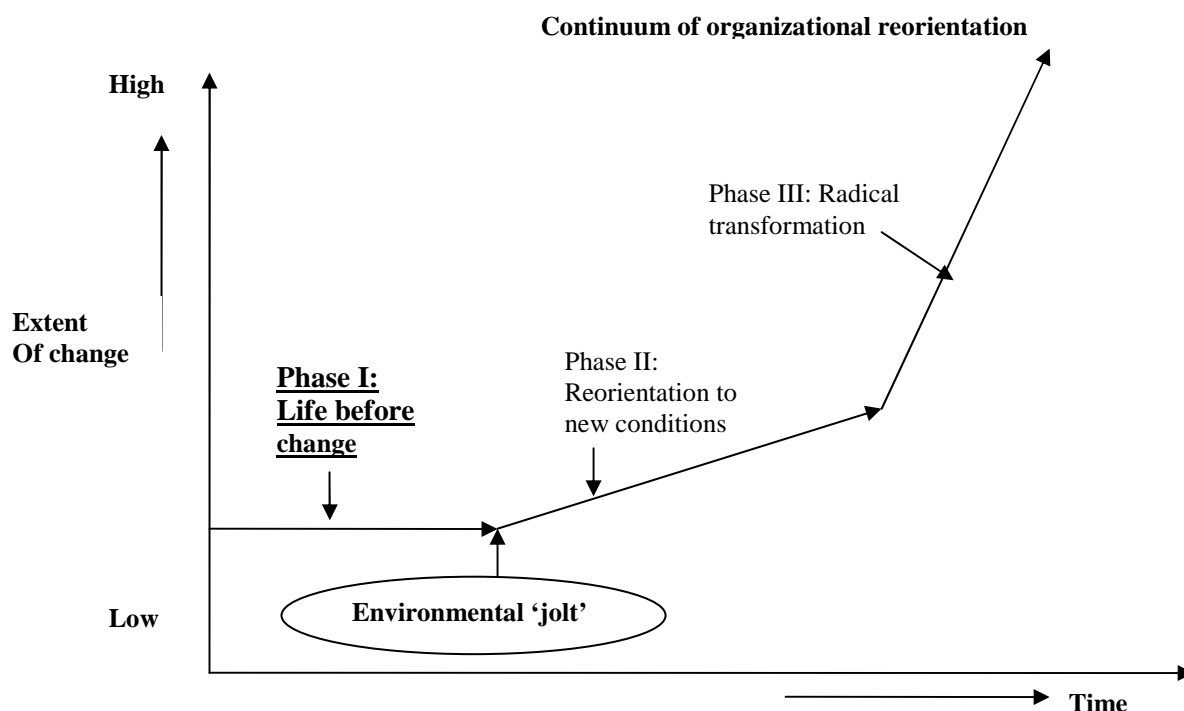 Continuum of organizational reorientation
High
Phase III: Radical
transformation
Extent
Of change
Phase I:
Life before
change
Phase II:
Reorientation to
new conditions
Environmental ‘jolt’
Low
Time